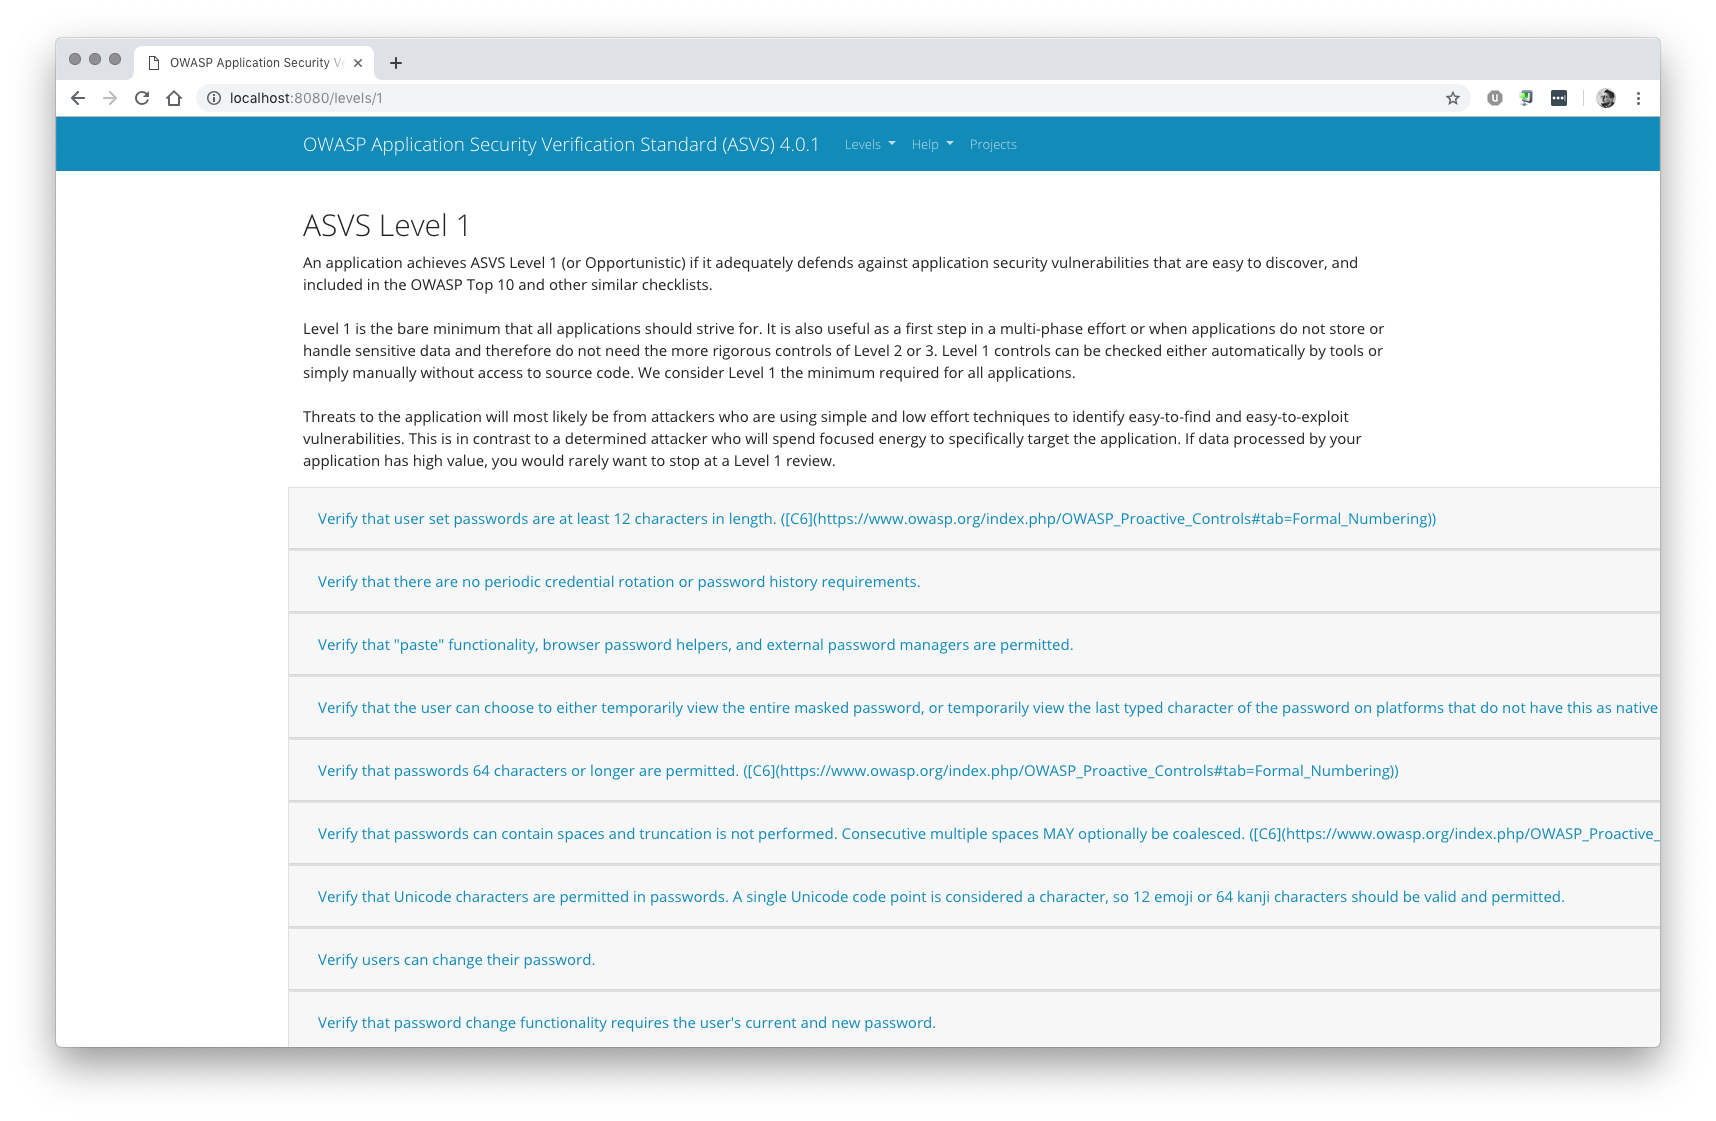 OWASP Application Security Ve
localhost:8080/levels/1
OWASP Application Security Verification Standard (ASVS) 4.0.1 Levels Help Projects
ASVS Level 1
An application achieves ASVS Level 1 (or Opportunistic) if it adequately defends against application security vulnerabilities that are easy to discover, and
included in the OWASP Top 10 and other similar checklists.
Level 1 is the bare minimum that all applications should strive for. It is also useful as a first step in a multi-phase effort or when applications do not store or
handle sensitive data and therefore do not need the more rigorous controls of Level 2 or 3. Level 1 controls can be checked either automatically by tools or
simply manually without access to source code. We consider Level 1 the minimum required for all applications.
Threats to the application will most likely be from attackers who are using simple and low effort techniques to identify easy-to-find and easy-to-exploit
vulnerabilities. This is in contrast to a determined attacker who will spend focused energy to specifically target the application. If data processed by your
application has high value, you would rarely want to stop at a Level 1 review.
Verify that user set passwords are at least 12 characters in length. ([C6](https://www.owasp.org/index.php/OWASP_Proactive_Controls#tab=Formal_Numbering))
Verify that there are no periodic credential rotation or password history requirements.
Verify that "paste" functionality, browser password helpers, and external password managers are permitted.
Verify that the user can choose to either temporarily view the entire masked password, or temporarily view the last typed character of the password on platforms that do not have this as native
Verify that passwords 64 characters or longer are permitted. ([C6](https://www.owasp.org/index.php/OWASP_Proactive_Controls#tab=Formal_Numbering))
Verify that passwords can contain spaces and truncation is not performed. Consecutive multiple spaces MAY optionally be coalesced. ([C6](https://www.owasp.org/index.php/OWASP_Proactive_
Verify that Unicode characters are permitted in passwords. A single Unicode code point is considered a character, so 12 emoji or 64 kanji characters should be valid and permitted.
Verify users can change their password.
Verify that password change functionality requires the user's current and new password.